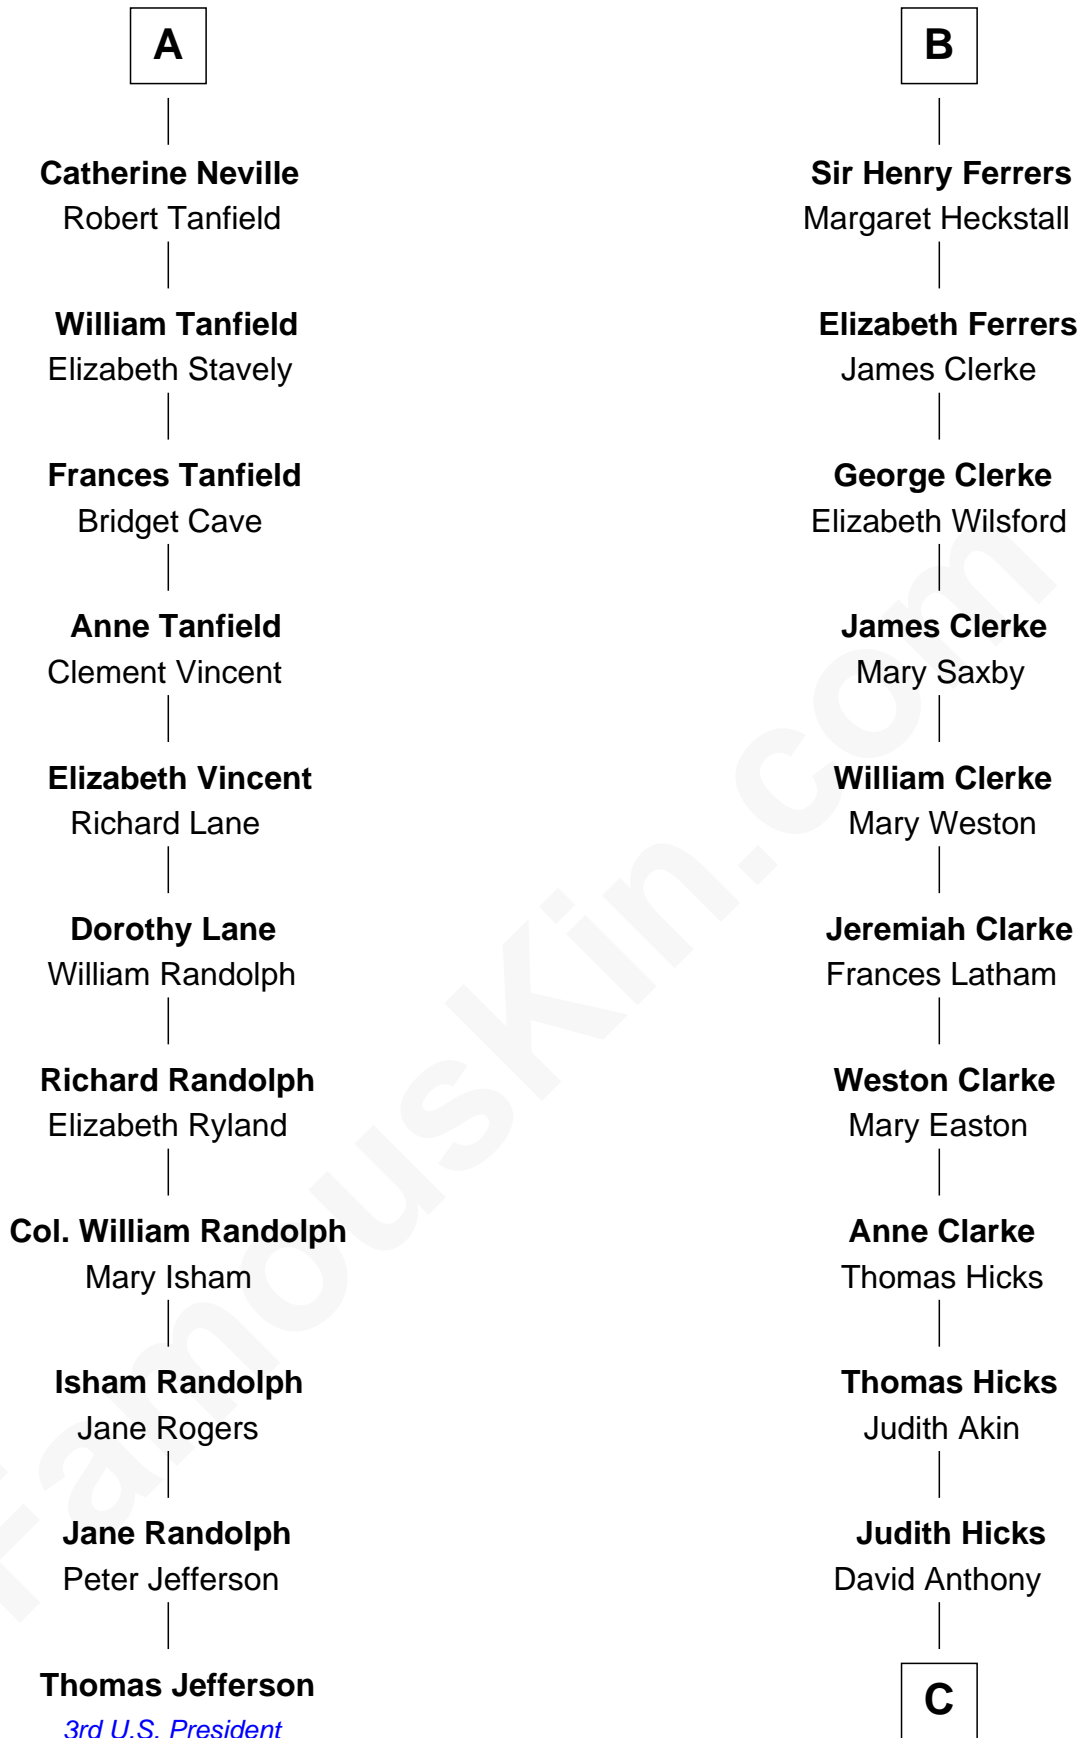 A
Catherine Neville
Robert Tanfield
William Tanfield
Elizabeth Stavely
Frances Tanfield
Bridget Cave
Anne Tanfield
Clement Vincent
Elizabeth Vincent
Richard Lane
Dorothy Lane
William Randolph
Richard Randolph
Elizabeth Ryland
Col. William Randolph
Mary Isham
Isham Randolph
Jane Rogers
Jane Randolph
Peter Jefferson
Thomas Jefferson
3rd U.S. President
B
Sir Henry Ferrers
Margaret Heckstall
Elizabeth Ferrers
James Clerke
George Clerke
Elizabeth Wilsford
James Clerke
Mary Saxby
William Clerke
Mary Weston
Jeremiah Clarke
Frances Latham
Weston Clarke
Mary Easton
Anne Clarke
Thomas Hicks
Thomas Hicks
Judith Akin
Judith Hicks
David Anthony
C
FamousKin.com